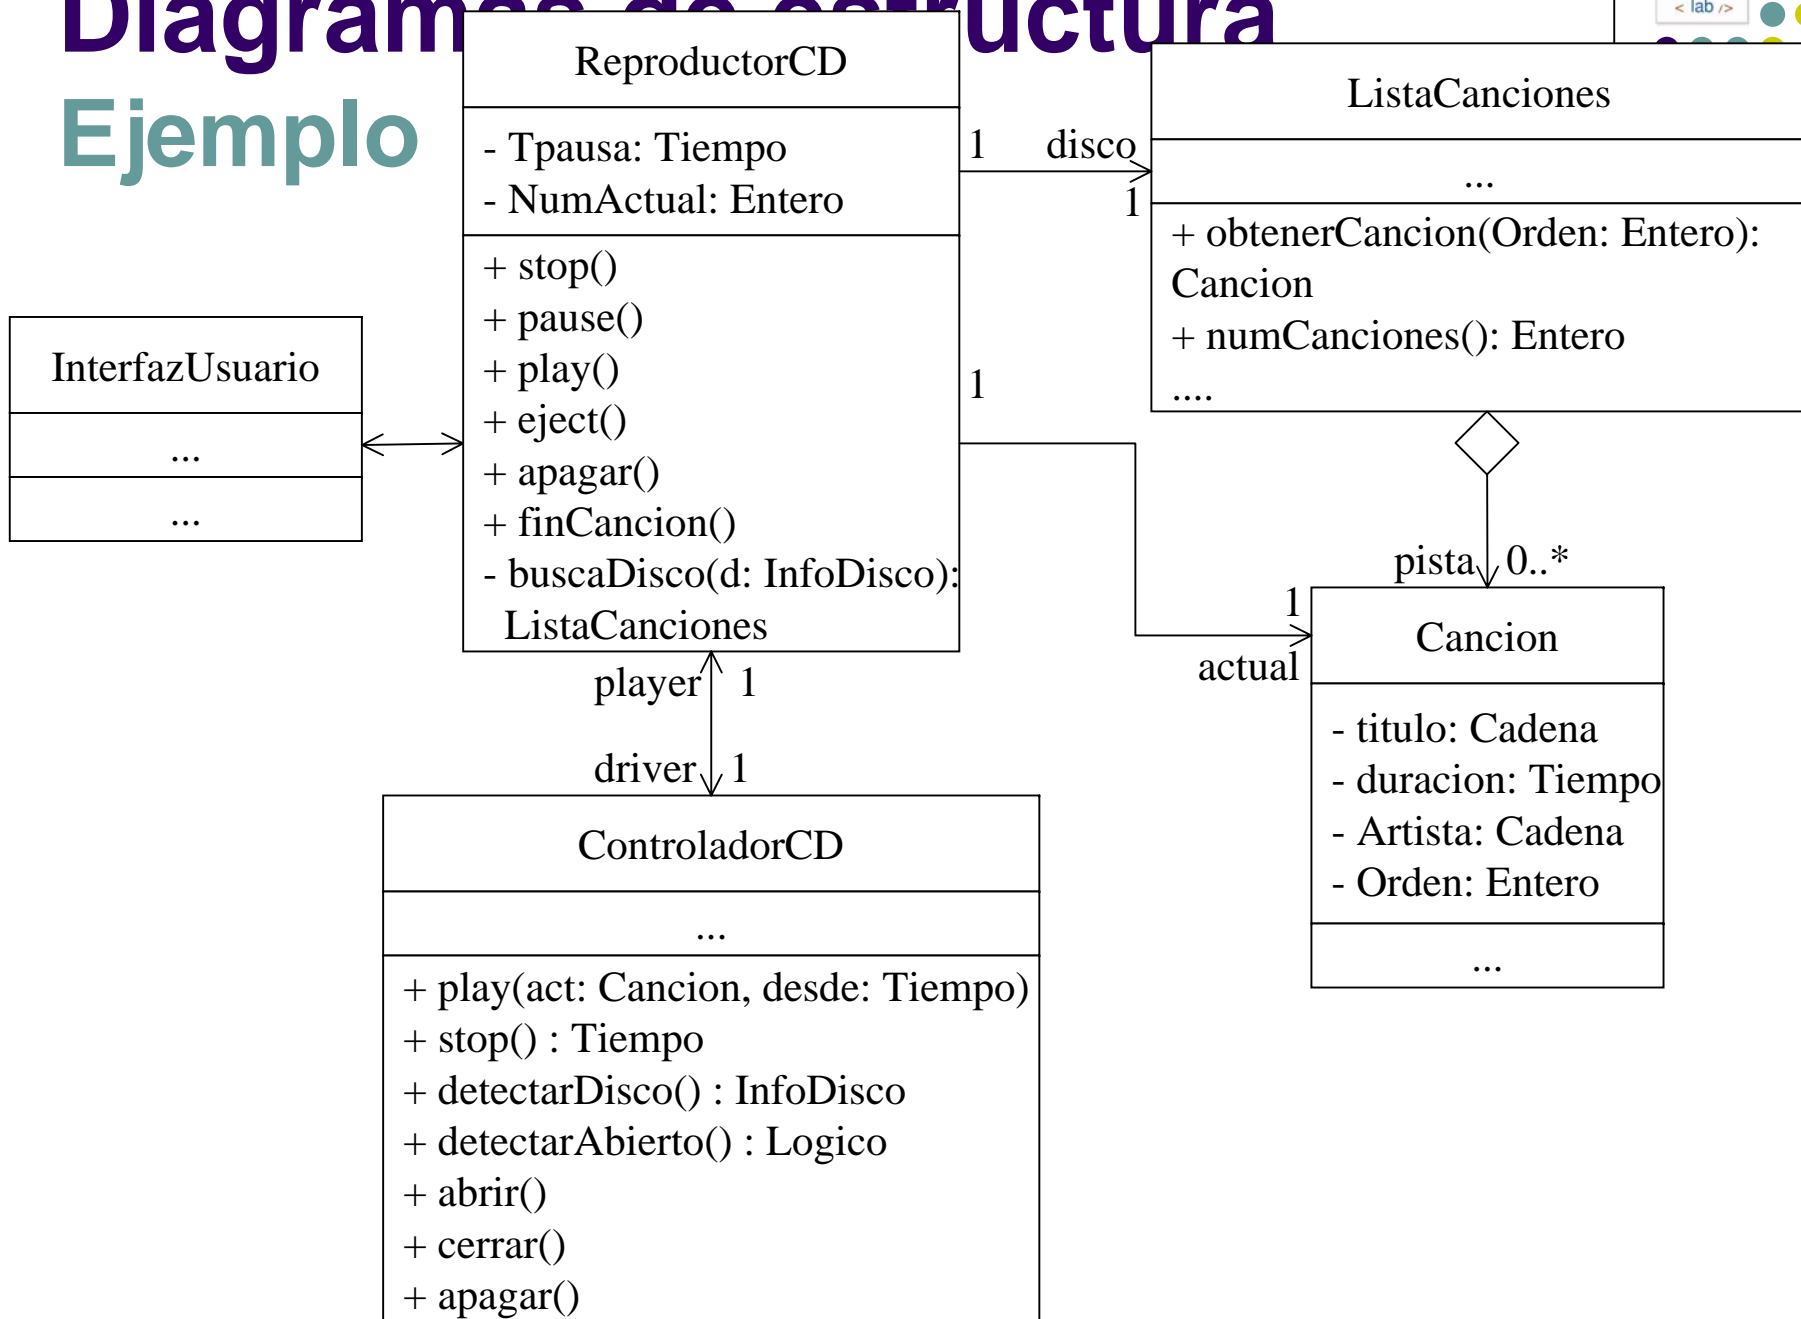 Diagramas de estructura
Ejemplo
< lab />
ReproductorCD
- Tpausa: Tiempo
- NumActual: Entero
+ stop()
+ pause()
+ play()
+ eject()
+ apagar()
+ finCancion()
- buscaDisco(d: InfoDisco):
ListaCanciones
1 disco
1
ListaCanciones
...
+ obtenerCancion(Orden: Entero):
Cancion
+ numCanciones(): Entero
....
InterfazUsuario
...
...
1
pista 0..*
1
actual
Cancion
- titulo: Cadena
- duracion: Tiempo
- Artista: Cadena
- Orden: Entero
...
player 1
driver 1
ControladorCD
...
+ play(act: Cancion, desde: Tiempo)
+ stop() : Tiempo
+ detectarDisco() : InfoDisco
+ detectarAbierto() : Logico
+ abrir()
+ cerrar()
+ apagar()